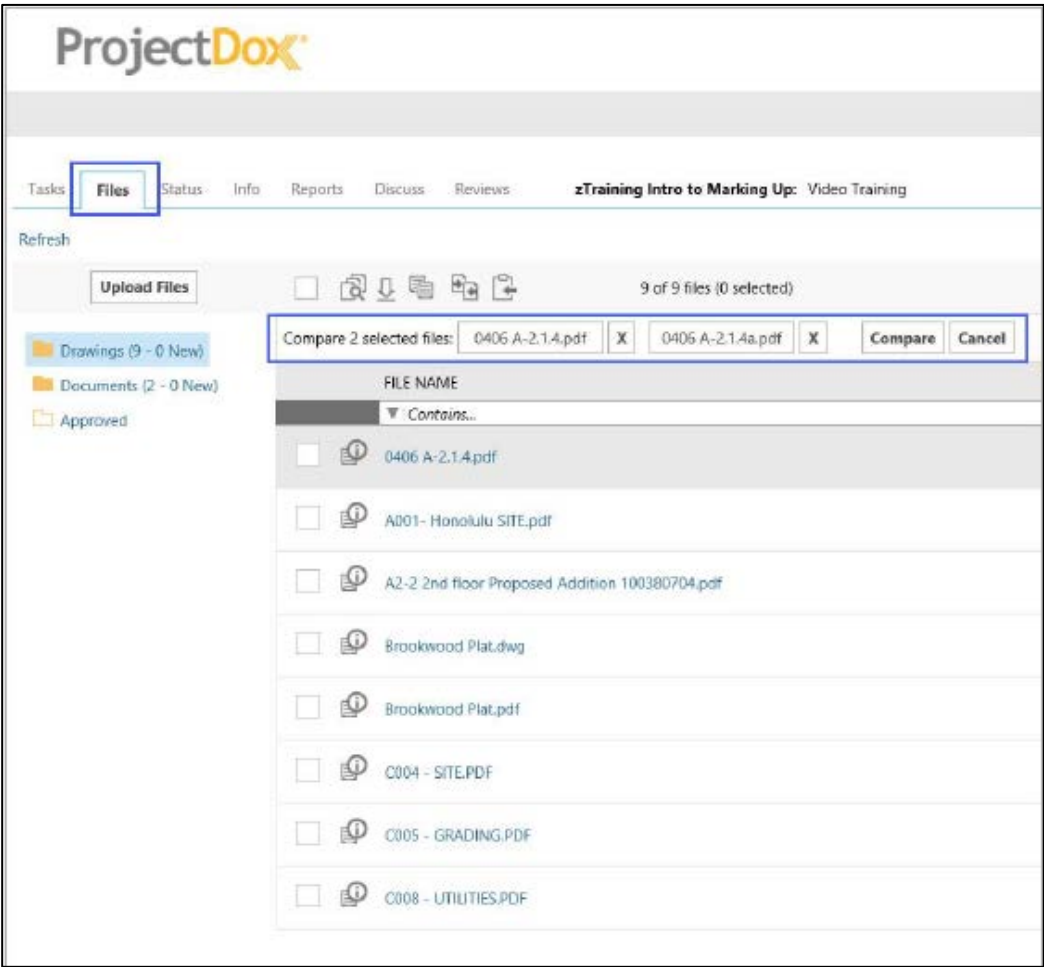 ProjectDox
Tasks Files Status Info Reports Discuss Reviews zTraining Intro to Marking Up: Video Training
Refresh
Upload Files 9 of 9 files (0 selected)
Compare 2 selected files: 0406 A-2.1.4.pdf X 0406 A-2.1.4a.pdf X Compare Cancel
Drawings (9 - 0 New)
Documents (2 - 0 New)
Approved
FILE NAME
Contains...
0406 A-2.1.4.pdf
A001- Honolulu SITE.pdf
A2-2 2nd floor Proposed Addition 100380704.pdf
Brookwood Plat.dwg
Brookwood Plat.pdf
C004 - SITE.PDF
C005 - GRADING.PDF
C008 - UTILITIES.PDF